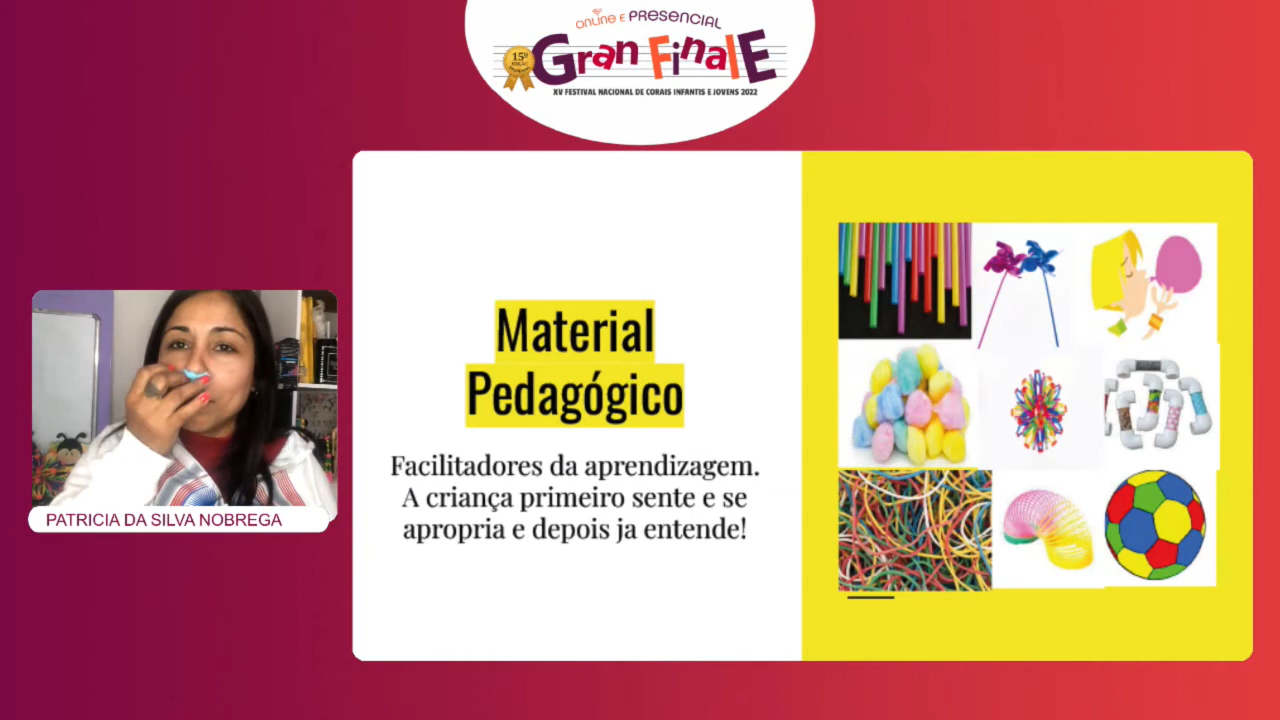 ONLINE E PRESENCIAL
15ª
Gran Finale
XV FESTIVAL NACIONAL DE CORAIS INFANTIS E JOVENS 2022
Material
Pedagógico
Facilitadores da aprendizagem.
A criança primeiro sente e se
apropria e depois ja entende!
PATRICIA DA SILVA NOBREGA